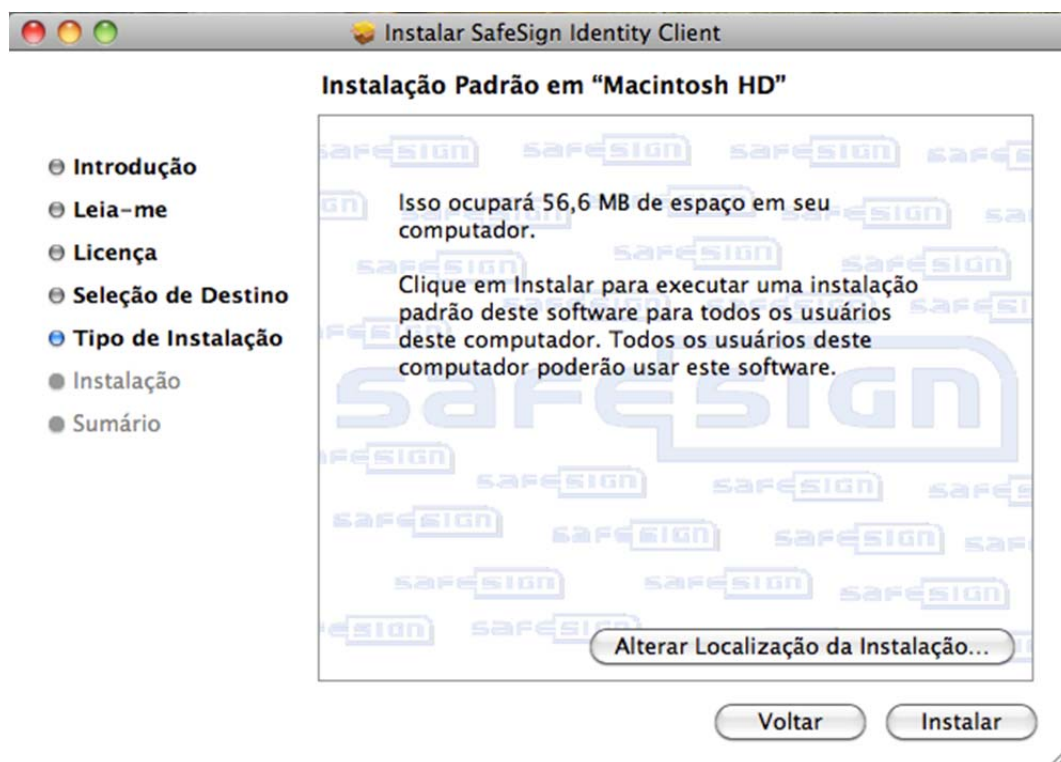 Instalar SafeSign Identity Client
Instalação Padrão em “Macintosh HD”
Introdução
Leia-me
Licença
Seleção de Destino
Tipo de Instalação
Instalação
Sumário
Isso ocupará 56,6 MB de espaço em seu
computador.
Clique em Instalar para executar uma instalação
padrão deste software para todos os usuários
deste computador. Todos os usuários deste
computador poderão usar este software.
safesign
Alterar Localização da Instalação...
Voltar
Instalar